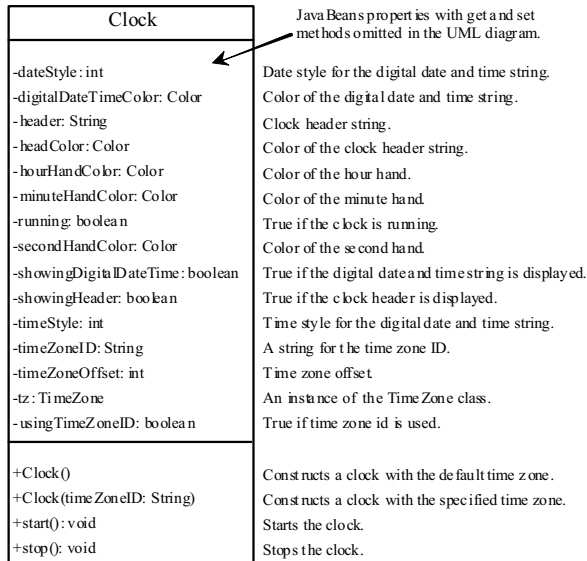 Clock
JavaBeans properties with get and set
methods omitted in the UML diagram.
-dateStyle: int Date style for the digital date and time string.
-digitalDateTimeColor: Color Color of the digital date and time string.
-header: String Clock header string.
-headColor: Color Color of the clock header string.
-hourHandColor: Color Color of the hour hand.
-minuteHandColor: Color Color of the minute hand.
-running: boolean True if the clock is running.
-secondHandColor: Color Color of the second hand.
-showingDigitalDateTime: boolean True if the digital date and time string is displayed.
-showingHeader: boolean True if the clock header is displayed.
-timeStyle: int Time style for the digital date and time string.
-timeZoneID: String A string for the time zone ID.
-timeZoneOffset: int Time zone offset.
-tz: TimeZone An instance of the TimeZone class.
-usingTimeZoneID: boolean True if time zone id is used.
+Clock() Constructs a clock with the default time zone.
+Clock(timeZoneID: String) Constructs a clock with the specified time zone.
+start(): void Starts the clock.
+stop(): void Stops the clock.